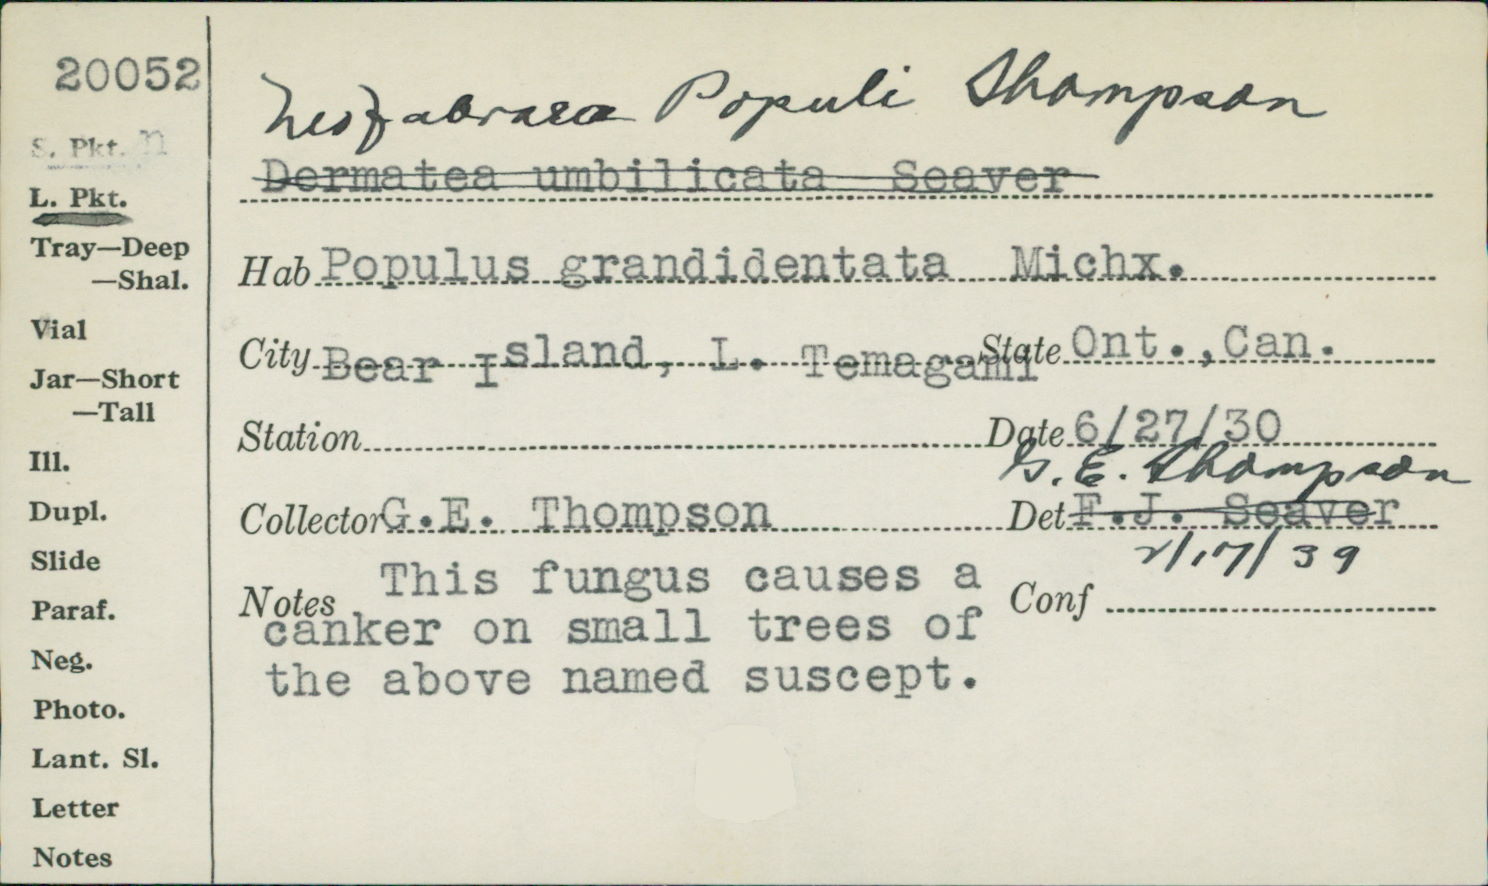 20052
S. Pkt. n
L. Pkt.
Tray—Deep
—Shal.
Vial
Jar—Short
—Tall
Ill.
Dupl.
Slide
Paraf.
Neg.
Photo.
Lant. Sl.
Letter
Notes
Neofabraea Populi Thompson
Dermatea umbilicata Seaver
Hab Populus grandidentata Michx.
City Bear Island, L. Temagami State Ont., Can.
Station Date 6/27/30
G. E. Thompson
Collector G.E. Thompson Det F.J. Seaver
2/17/39
Notes This fungus causes a Conf
canker on small trees of
the above named suscept.